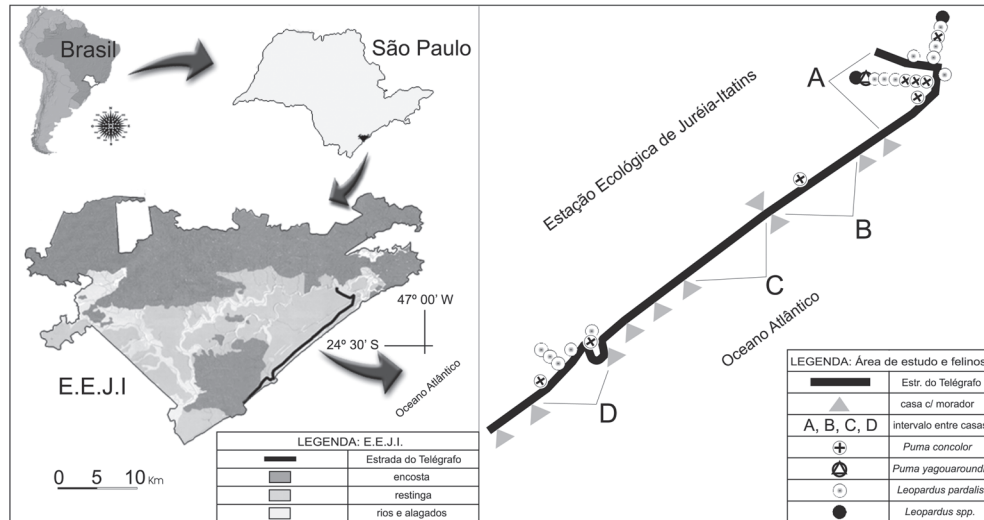 Brasil
São Paulo
47º 00' W
24º 30' S
E.E.J.I
Oceano Atlântico
LEGENDA: E.E.J.I.
Estrada do Telégrafo
encosta
restinga
rios e alagados
0 5 10 Km
Estação Ecológica de Juréia-Itatins
A
B
C
D
Oceano Atlântico
LEGENDA: Área de estudo e felinos
Estr. do Telégrafo
casa c/ morador
A, B, C, D intervalo entre casas
Puma concolor
Puma yagouaroundi
Leopardus pardalis
Leopardus spp.